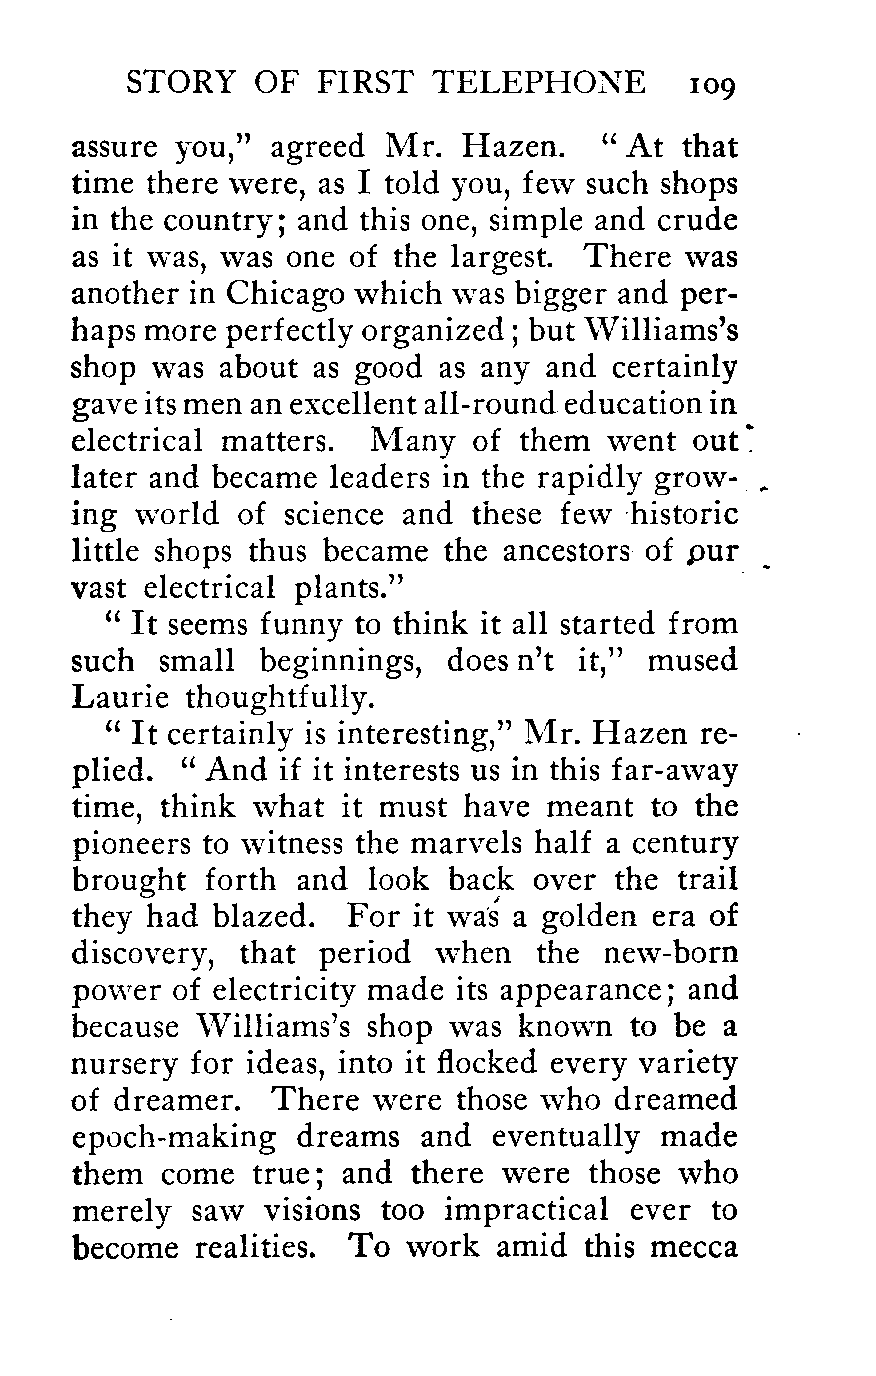 STORY OF FIRST TELEPHONE 109
assure you,” agreed Mr. Hazen. “ At that
time there were, as I told you, few such shops
in the country; and this one, simple and crude
as it was, was one of the largest. There was
another in Chicago which was bigger and per-
haps more perfectly organized; but Williams’s
shop was about as good as any and certainly
gave its men an excellent all-round education in
electrical matters. Many of them went out
later and became leaders in the rapidly grow-
ing world of science and these few historic
little shops thus became the ancestors of our
vast electrical plants.”
“ It seems funny to think it all started from
such small beginnings, does n’t it,” mused
Laurie thoughtfully.
“ It certainly is interesting,” Mr. Hazen re-
plied. “ And if it interests us in this far-away
time, think what it must have meant to the
pioneers to witness the marvels half a century
brought forth and look back over the trail
they had blazed. For it was a golden era of
discovery, that period when the new-born
power of electricity made its appearance; and
because Williams’s shop was known to be a
nursery for ideas, into it flocked every variety
of dreamer. There were those who dreamed
epoch-making dreams and eventually made
them come true; and there were those who
merely saw visions too impractical ever to
become realities. To work amid this mecca